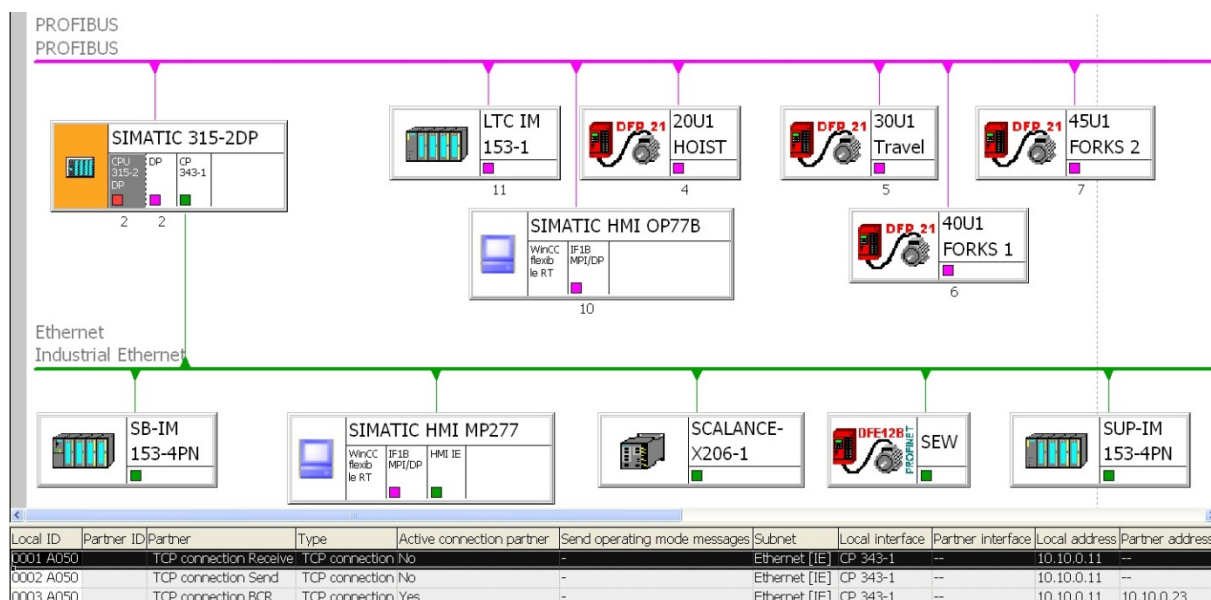 PROFIBUS
PROFIBUS
SIMATIC 315-2DP
CPU 315-2 DP
DP
CP 343-1
2
2
LTC IM
153-1
11
DFP 21
20U1
HOIST
4
DFP 21
30U1
Travel
5
DFP 21
45U1
FORKS 2
7
SIMATIC HMI OP77B
WinCC flexib le RT
IF1B MPI/DP
10
DFP 21
40U1
FORKS 1
6
Ethernet
Industrial Ethernet
SB-IM
153-4PN
SIMATIC HMI MP277
WinCC flexib le RT
IF1B MPI/DP
HMI IE
SCALANCE-
X206-1
DFE12B
PROFINET
SEW
SUP-IM
153-4PN
Local ID Partner ID Partner Type Active connection partner Send operating mode messages Subnet Local interface Partner interface Local address Partner address
0001 A050 TCP connection Receive TCP connection No - Ethernet [IE] CP 343-1 -- 10.10.0.11 --
0002 A050 TCP connection Send TCP connection No - Ethernet [IE] CP 343-1 -- 10.10.0.11 --
0003 A050 TCP connection BCR TCP connection Yes - Ethernet [IE] CP 343-1 -- 10.10.0.11 10.10.0.23